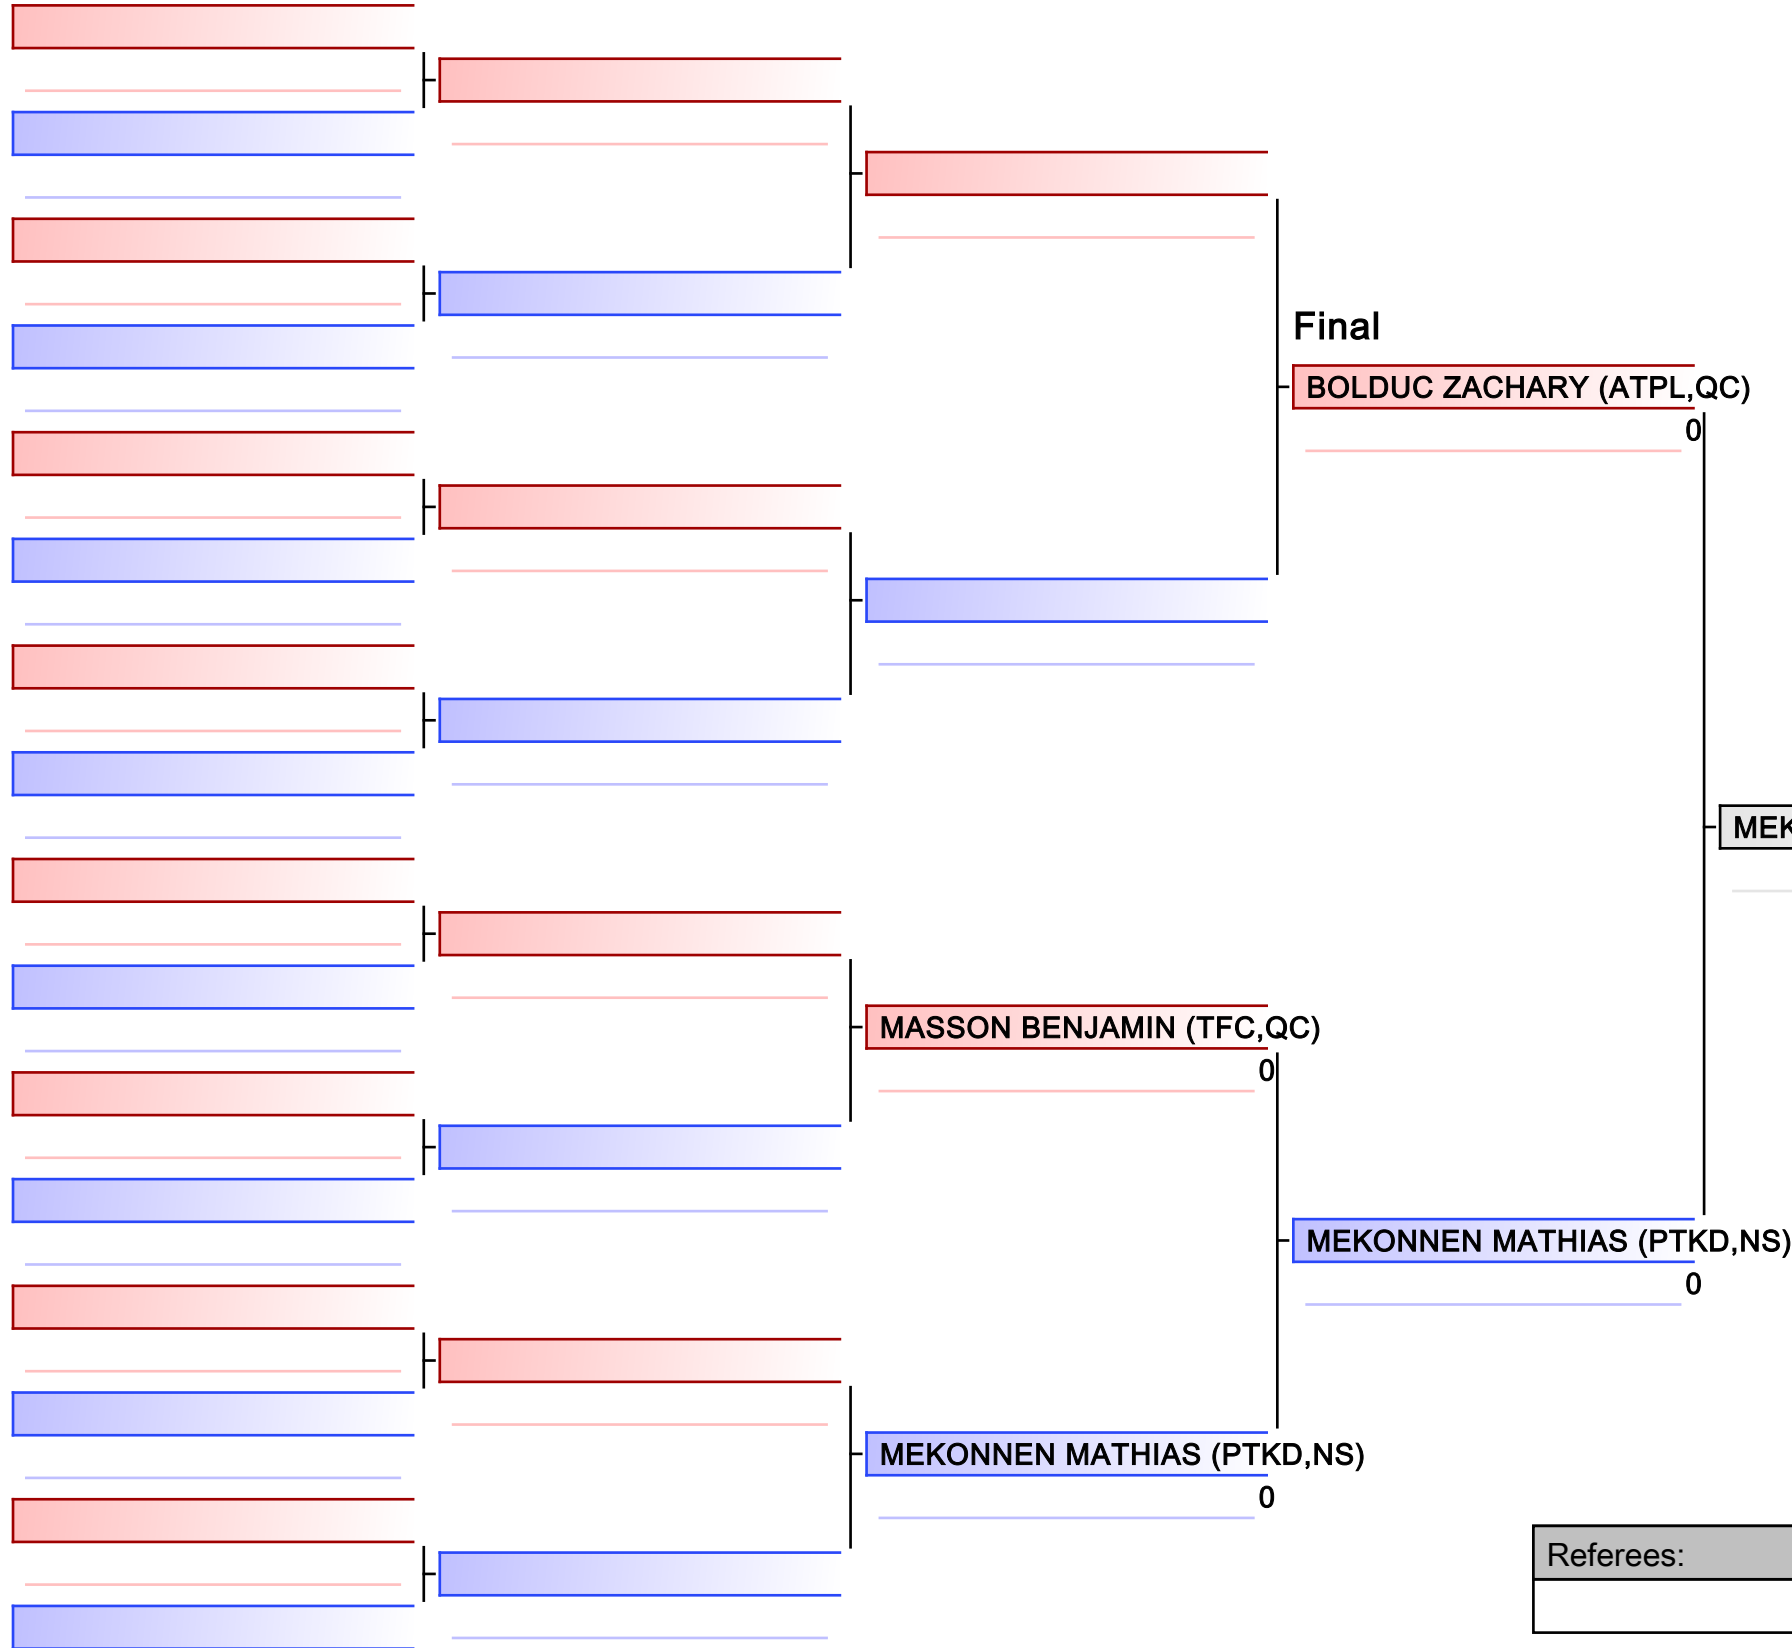 Final
BOLDUC ZACHARY (ATPL,QC)
0
MASSON BENJAMIN (TFC,QC)
0
MEKONNEN MATHIAS (PTKD,NS)
0
MEKONNEN MATHIAS (PTKD,NS)
0
Referees: